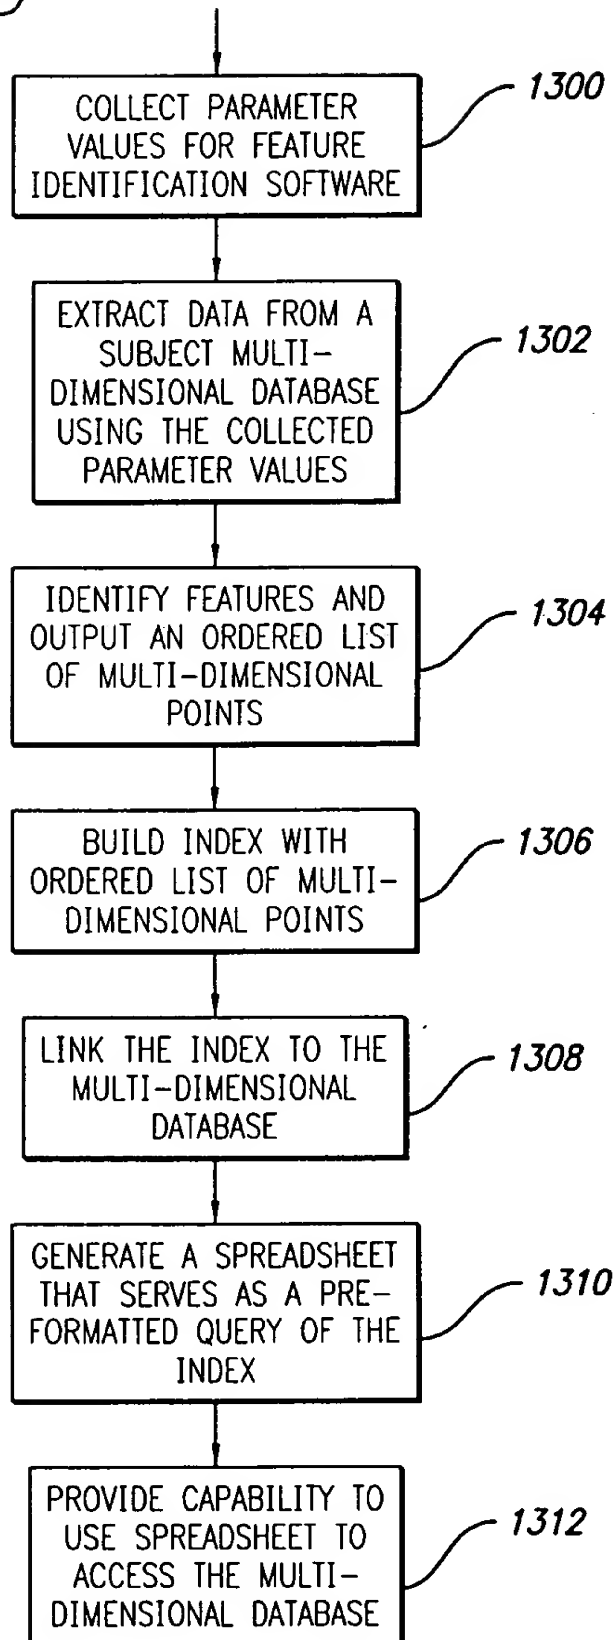 1300
COLLECT PARAMETER
VALUES FOR FEATURE
IDENTIFICATION SOFTWARE
1302
EXTRACT DATA FROM A
SUBJECT MULTI-
DIMENSIONAL DATABASE
USING THE COLLECTED
PARAMETER VALUES
1304
IDENTIFY FEATURES AND
OUTPUT AN ORDERED LIST
OF MULTI-DIMENSIONAL
POINTS
1306
BUILD INDEX WITH
ORDERED LIST OF MULTI-
DIMENSIONAL POINTS
1308
LINK THE INDEX TO THE
MULTI-DIMENSIONAL
DATABASE
1310
GENERATE A SPREADSHEET
THAT SERVES AS A PRE-
FORMATTED QUERY OF THE
INDEX
1312
PROVIDE CAPABILITY TO
USE SPREADSHEET TO
ACCESS THE MULTI-
DIMENSIONAL DATABASE